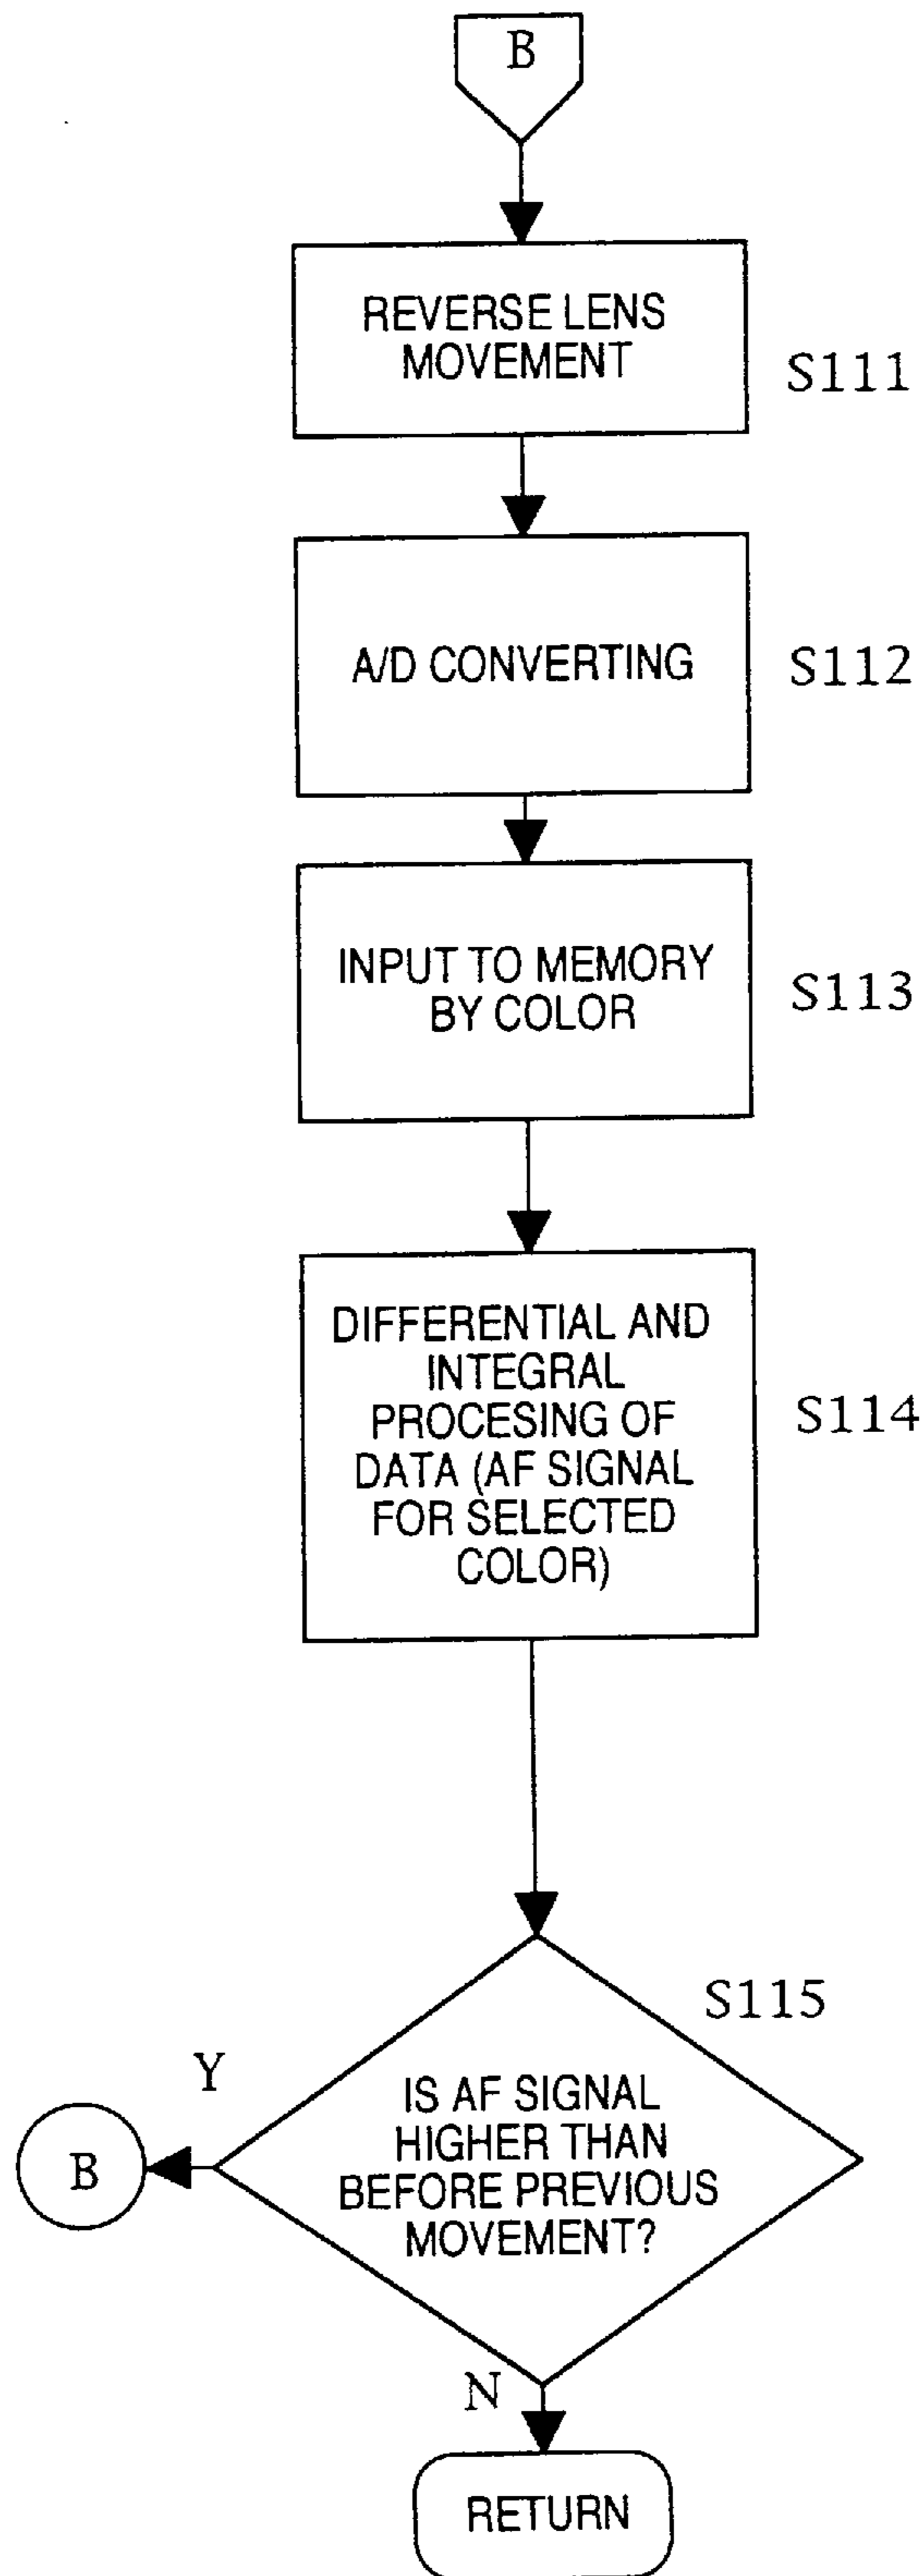 B
REVERSE LENS
MOVEMENT
S111
A/D CONVERTING
S112
INPUT TO MEMORY
BY COLOR
S113
DIFFERENTIAL AND
INTEGRAL
PROCESING OF
DATA (AF SIGNAL
FOR SELECTED
COLOR)
S114
S115
Y
B
IS AF SIGNAL
HIGHER THAN
BEFORE PREVIOUS
MOVEMENT?
N
RETURN